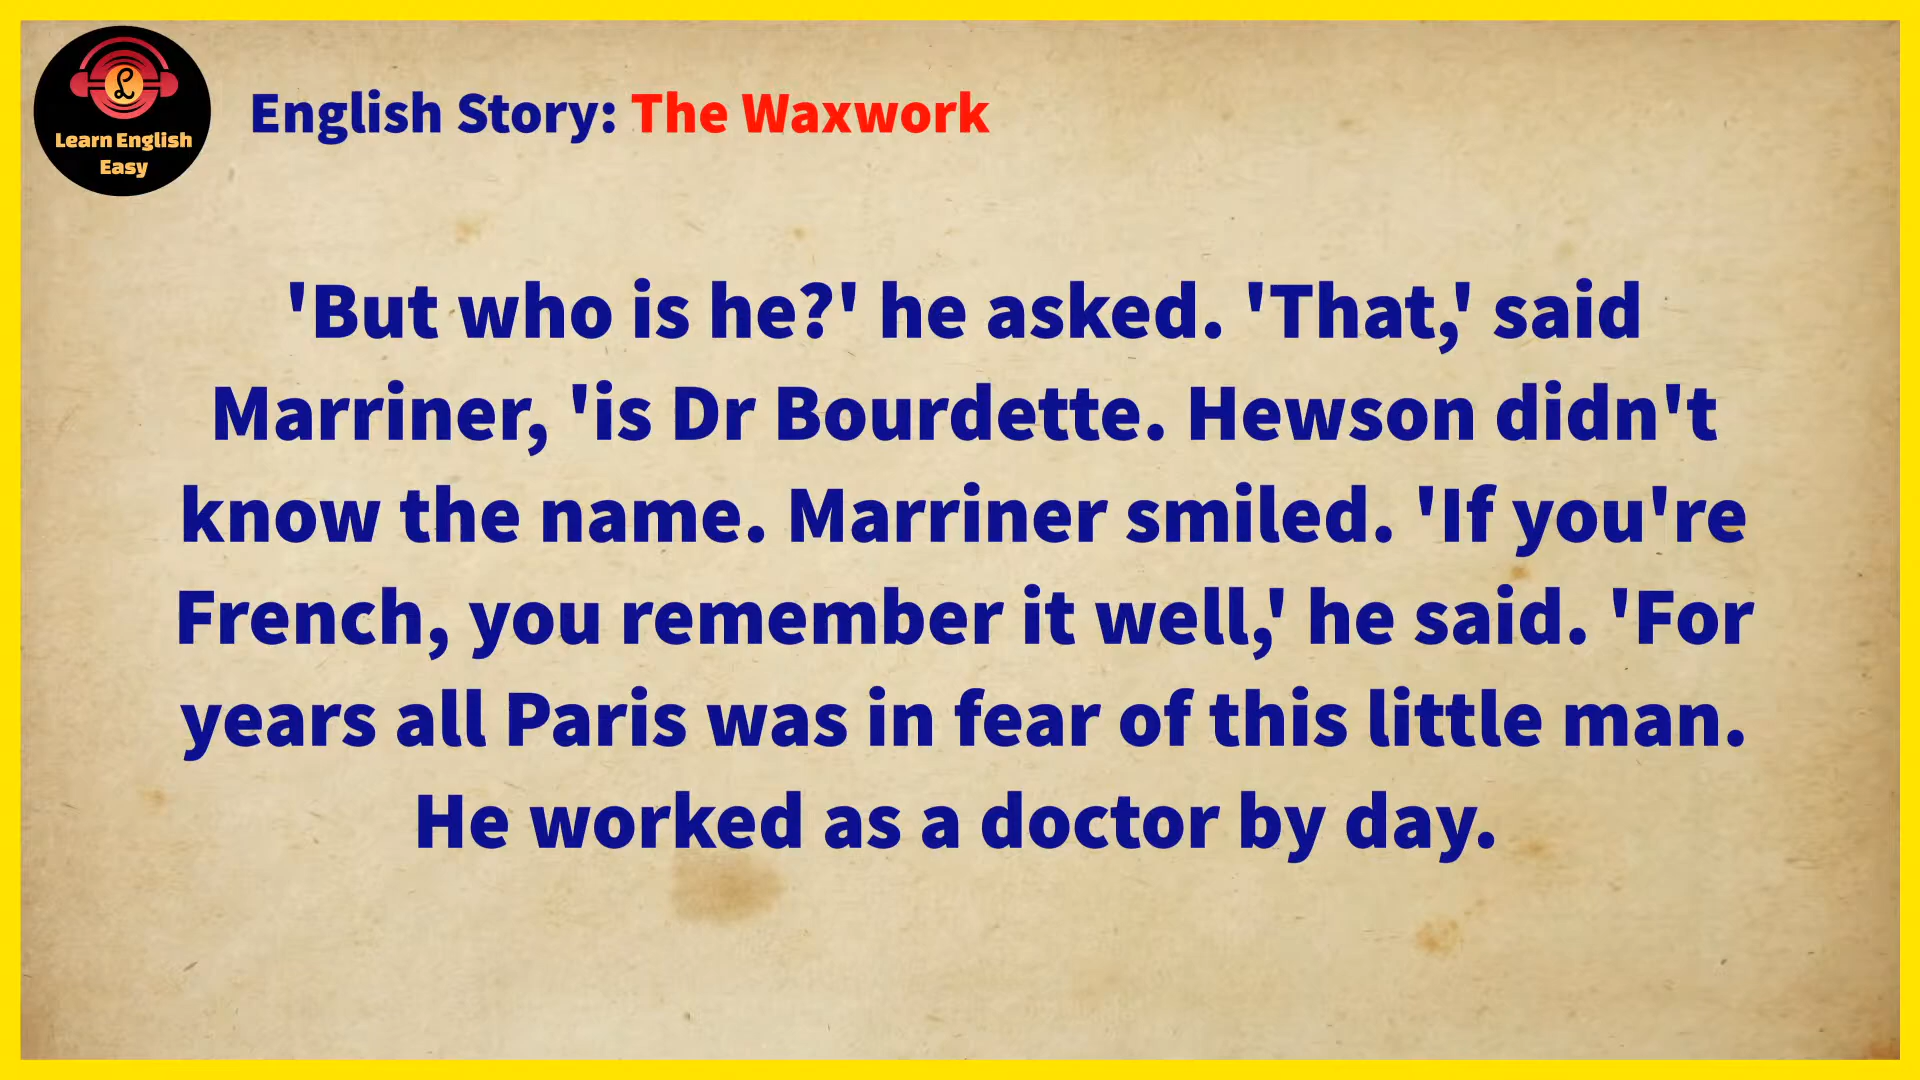 Learn English
Easy
English Story: The Waxwork
'But who is he?' he asked. 'That,' said
Marriner, 'is Dr Bourdette. Hewson didn't
know the name. Marriner smiled. 'If you're
French, you remember it well,' he said. 'For
years all Paris was in fear of this little man.
He worked as a doctor by day.